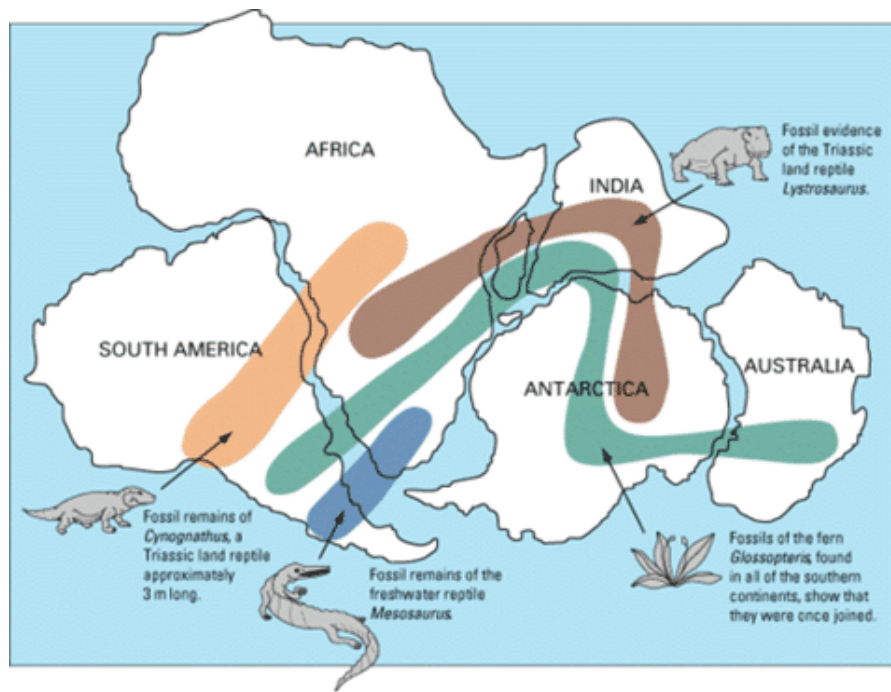 AFRICA
Fossil evidence
of the Triassic
land reptile
Lystrosaurus.
INDIA
SOUTH AMERICA
ANTARCTICA
AUSTRALIA
Fossil remains of
Cynognathus, a
Triassic land reptile
approximately
3 m long.
Fossil remains of the
freshwater reptile
Mesosaurus.
Fossils of the fern
Glossopteris, found
in all of the southern
continents, show that
they were once joined.